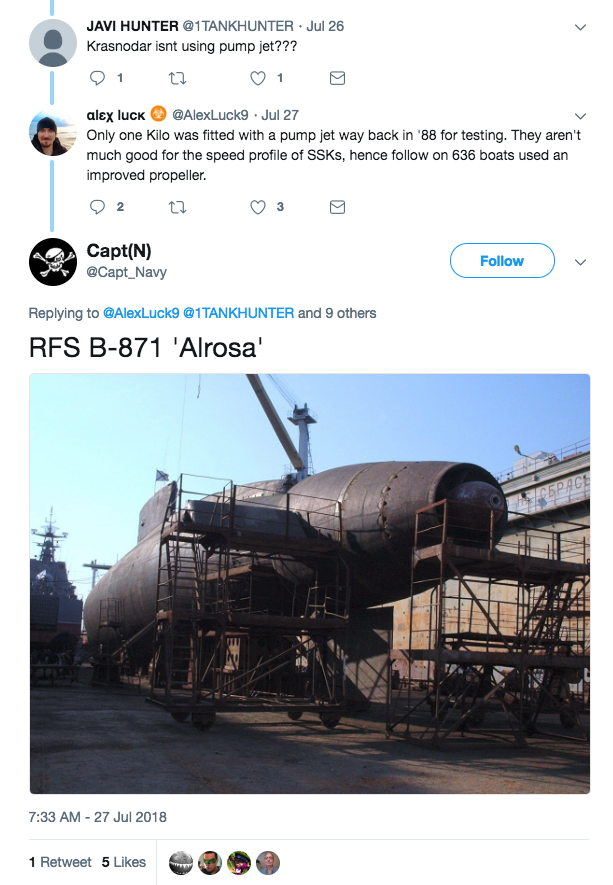 JAVI HUNTER @1TANKHUNTER · Jul 26
Krasnodar isnt using pump jet???
1 1
αlεχ lucκ @AlexLuck9 · Jul 27
Only one Kilo was fitted with a pump jet way back in '88 for testing. They aren't
much good for the speed profile of SSKs, hence follow on 636 boats used an
improved propeller.
2 3
Capt(N)
@Capt_Navy
Follow
Replying to @AlexLuck9 @1TANKHUNTER and 9 others
RFS B-871 'Alrosa'
7:33 AM - 27 Jul 2018
1 Retweet 5 Likes